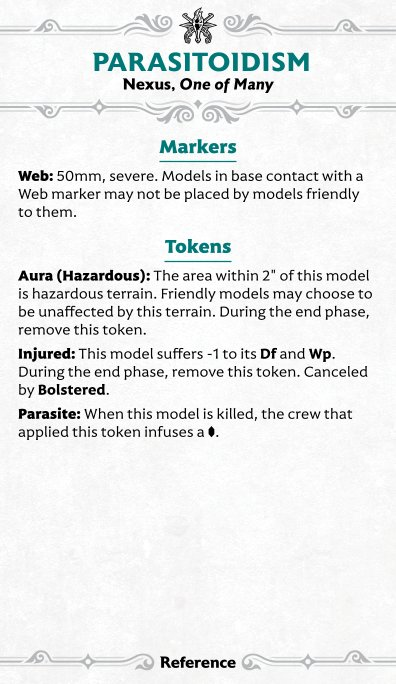 PARASITOIDISM
Nexus, One of Many
Markers
Web: 50mm, severe. Models in base contact with a
Web marker may not be placed by models friendly
to them.
Tokens
Aura (Hazardous): The area within 2" of this model
is hazardous terrain. Friendly models may choose to
be unaffected by this terrain. During the end phase,
remove this token.
Injured: This model suffers -1 to its Df and Wp.
During the end phase, remove this token. Canceled
by Bolstered.
Parasite: When this model is killed, the crew that
applied this token infuses a ⬮.
Reference